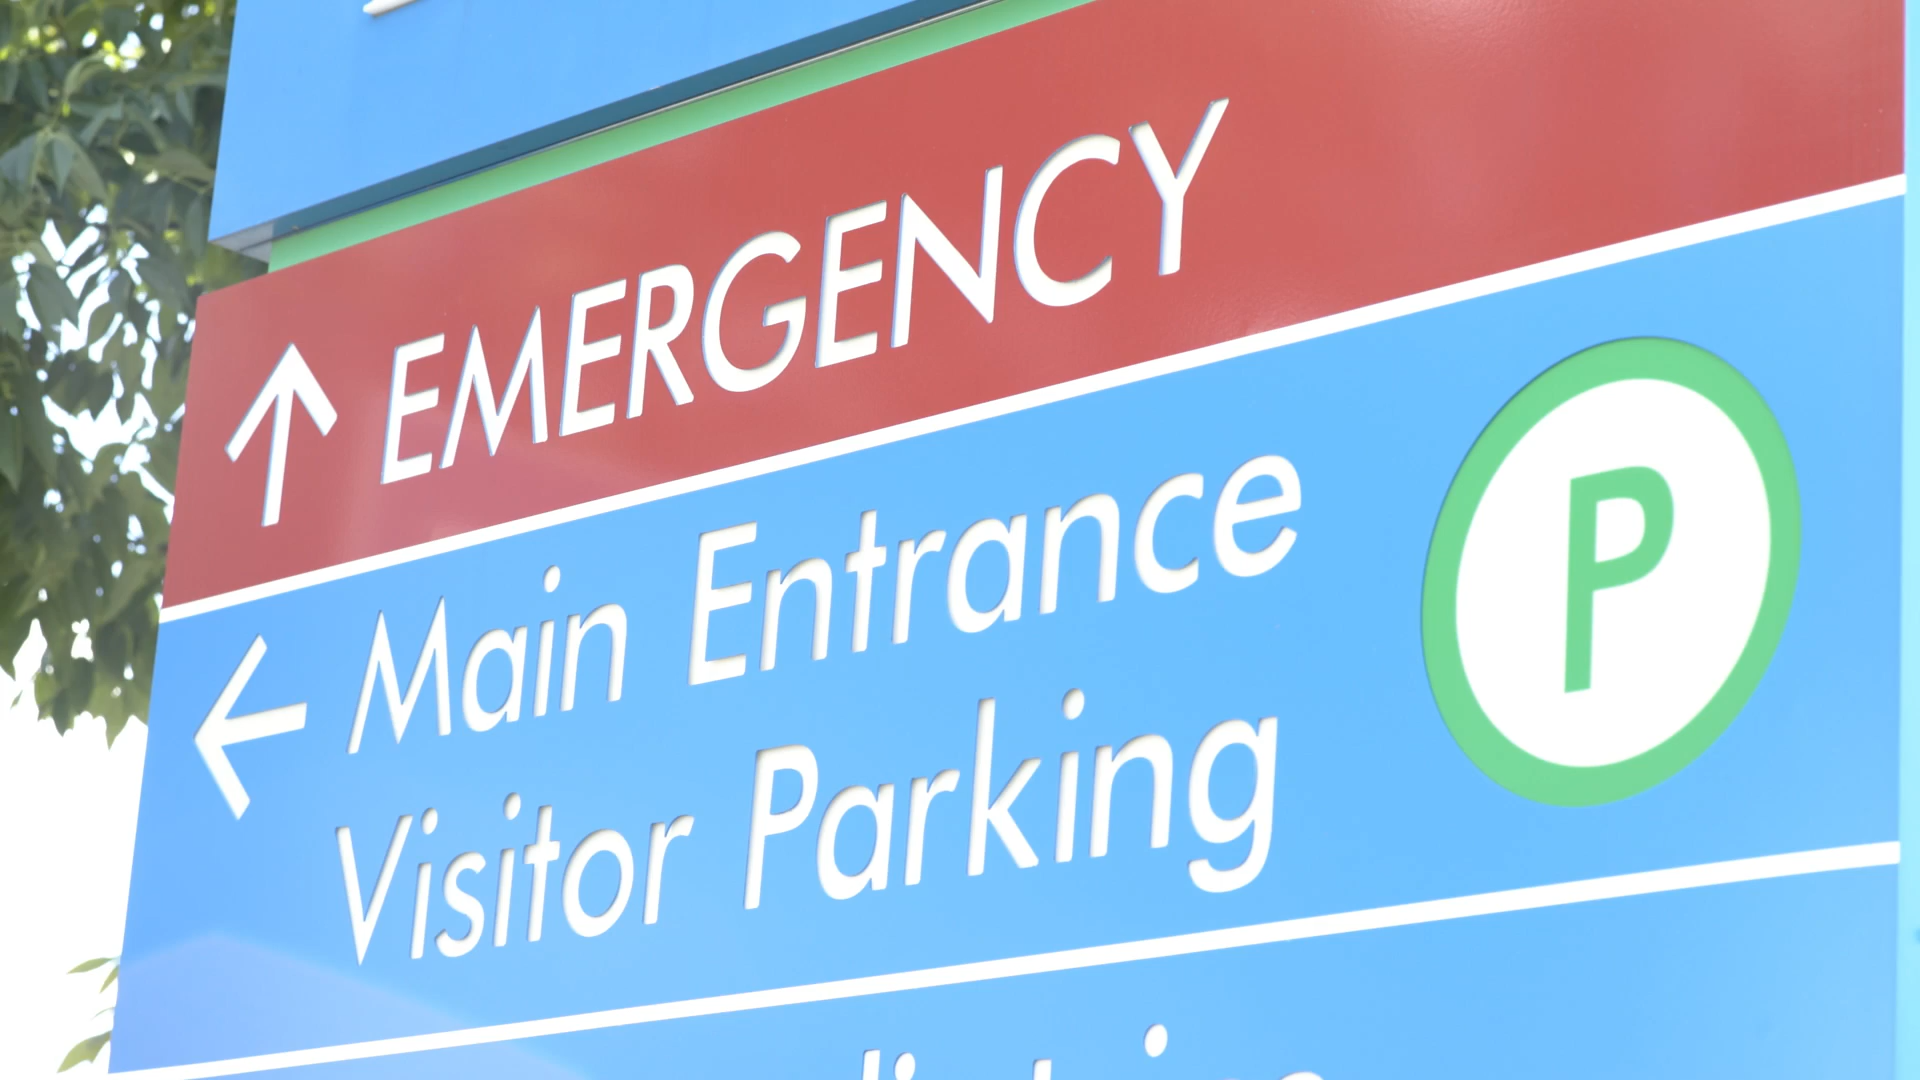 ↑ EMERGENCY
← Main Entrance
Visitor Parking
P